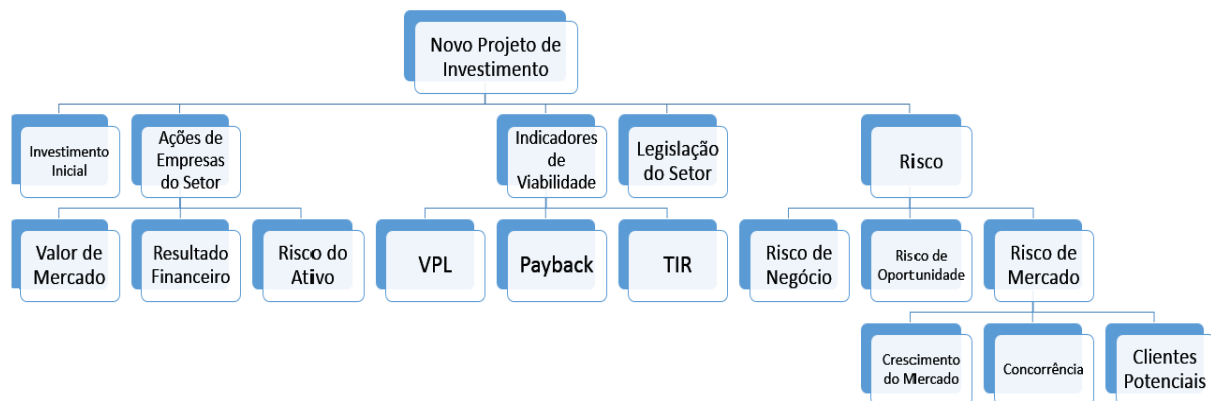 Novo Projeto de
Investimento
Investimento
Inicial
Ações de
Empresas
do Setor
Indicadores
de
Viabilidade
Legislação
do Setor
Risco
Valor de
Mercado
Resultado
Financeiro
Risco do
Ativo
VPL
Payback
TIR
Risco de
Negócio
Risco de
Oportunidade
Risco de
Mercado
Crescimento
do Mercado
Concorrência
Clientes
Potenciais